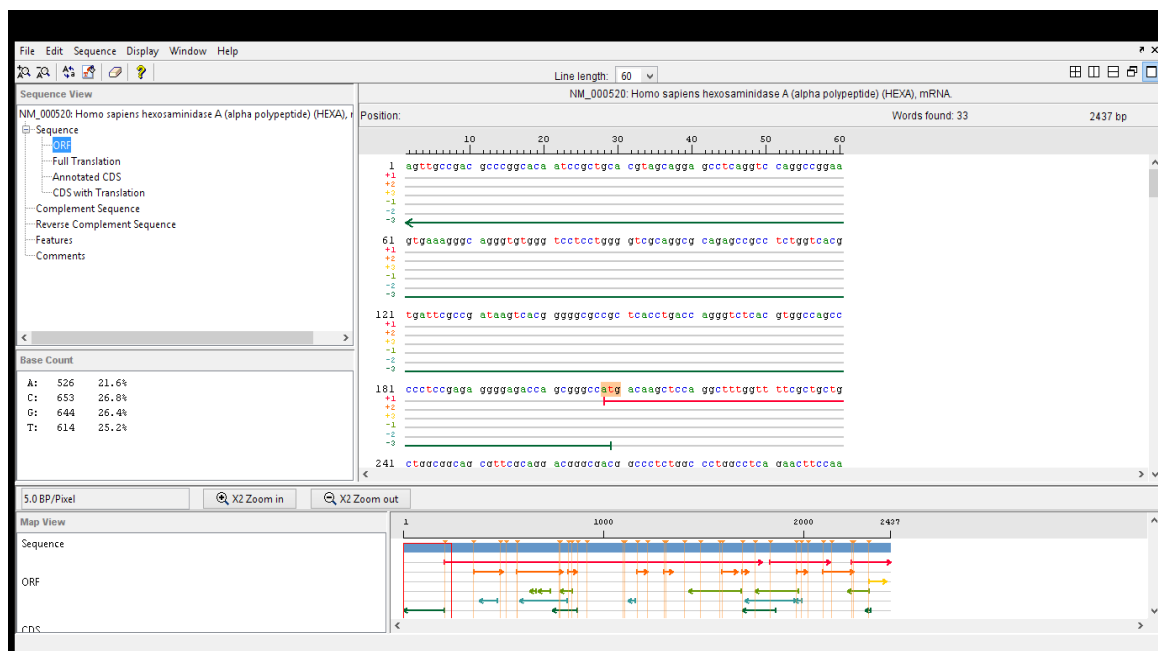 File Edit Sequence Display Window Help
Line length: 60
Sequence View
NM_000520: Homo sapiens hexosaminidase A (alpha polypeptide) (HEXA), mRNA.
NM_000520: Homo sapiens hexosaminidase A (alpha polypeptide) (HEXA), r
Position:
Words found: 33
2437 bp
Sequence
ORF
Full Translation
Annotated CDS
CDS with Translation
Complement Sequence
Reverse Complement Sequence
Features
Comments
10 20 30 40 50 60
1 agttgccgac gcccggcaca atccgctgca cgtagcagga gcctcaggtc caggccggaa
+1
+2
+3
-1
-2
-3
61 gtgaaagggc agggtgtggg tcctcctggg gtcgcaggcg cagagccgcc tctggtcacg
+1
+2
+3
-1
-2
-3
121 tgattcgccg ataagtcacg ggggcgccgc tcacctgacc agggtctcac gtggccagcc
+1
+2
+3
-1
-2
-3
181 ccctccgaga ggggagacca gcgggccatg acaagctcca ggctttggtt ttcgctgctg
+1
+2
+3
-1
-2
-3
241 ctggcggcag cgttcgcagg acgggcgacg gccctctggc cctggcctca gaacttccaa
Base Count
A: 526 21.6%
C: 653 26.8%
G: 644 26.4%
T: 614 25.2%
5.0 BP/Pixel
X2 Zoom in
X2 Zoom out
Map View
1 1000 2000 2437
Sequence
ORF
CDS